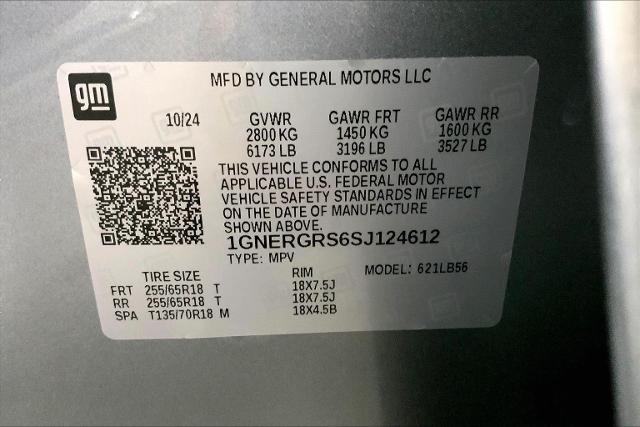 gm
MFD BY GENERAL MOTORS LLC
10/24 GVWR GAWR FRT GAWR RR
2800 KG 1450 KG 1600 KG
6173 LB 3196 LB 3527 LB
THIS VEHICLE CONFORMS TO ALL
APPLICABLE U.S. FEDERAL MOTOR
VEHICLE SAFETY STANDARDS IN EFFECT
ON THE DATE OF MANUFACTURE
SHOWN ABOVE.
1GNERGRS6SJ124612
TYPE: MPV
TIRE SIZE RIM MODEL: 621LB56
FRT 255/65R18 T 18X7.5J
RR 255/65R18 T 18X7.5J
SPA T135/70R18 M 18X4.5B